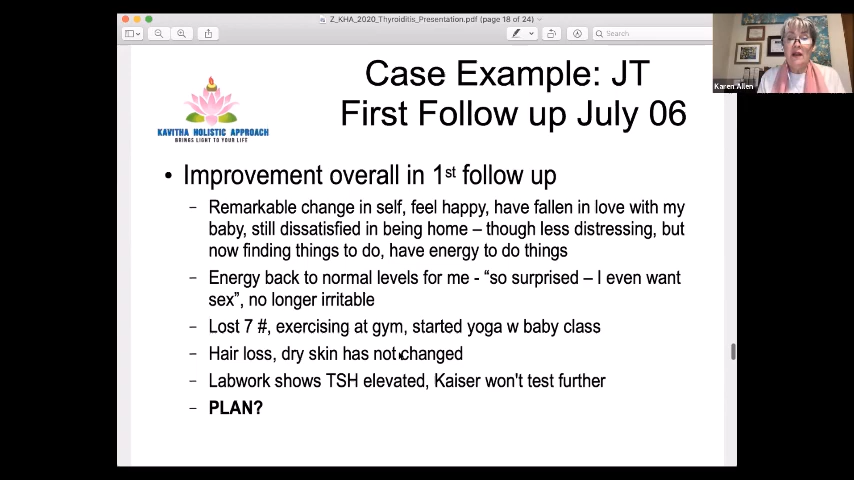 Z_KHA_2020_Thyroiditis_Presentation.pdf (page 18 of 24)
Search
Karen Allen
Case Example: JT
First Follow up July 06
KAVITHA HOLISTIC APPROACH
BRINGS LIGHT TO YOUR LIFE
• Improvement overall in 1st follow up
– Remarkable change in self, feel happy, have fallen in love with my
baby, still dissatisfied in being home – though less distressing, but
now finding things to do, have energy to do things
– Energy back to normal levels for me - “so surprised – I even want
sex”, no longer irritable
– Lost 7 #, exercising at gym, started yoga w baby class
– Hair loss, dry skin has not changed
– Labwork shows TSH elevated, Kaiser won't test further
– PLAN?